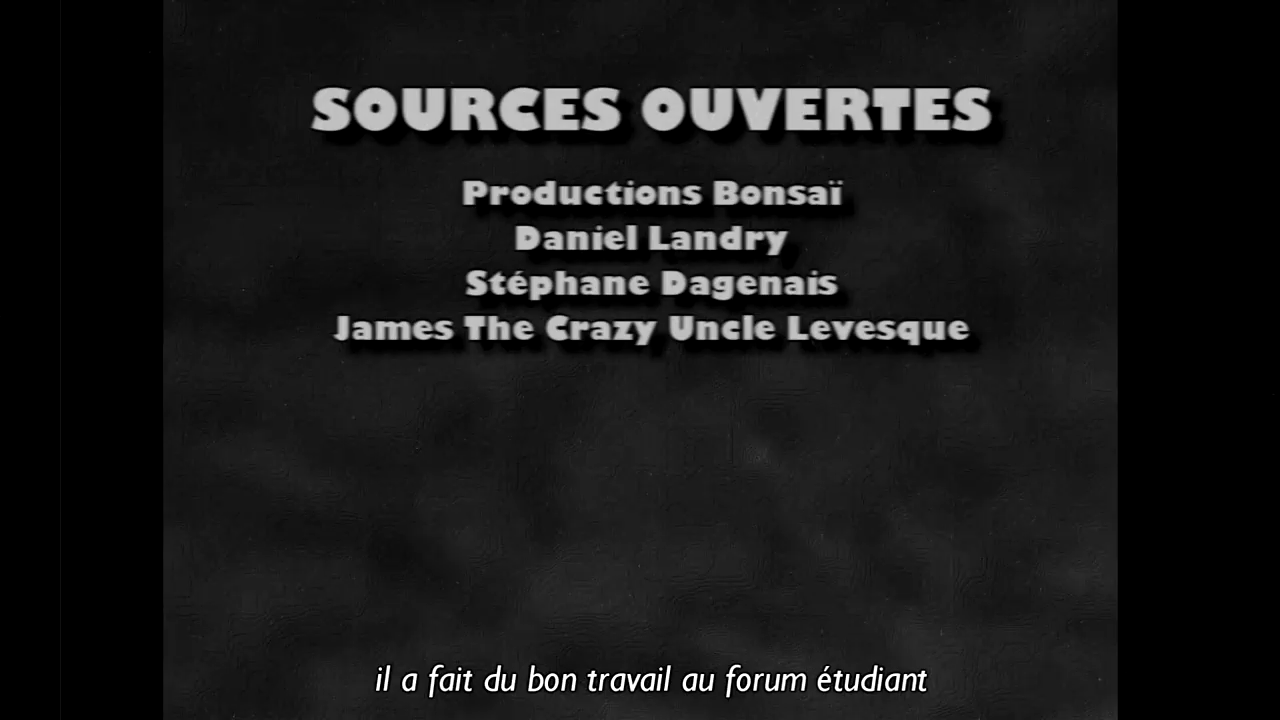 SOURCES OUVERTES
Productions Bonsaï
Daniel Landry
Stéphane Dagenais
James The Crazy Uncle Levesque
il a fait du bon travail au forum étudiant